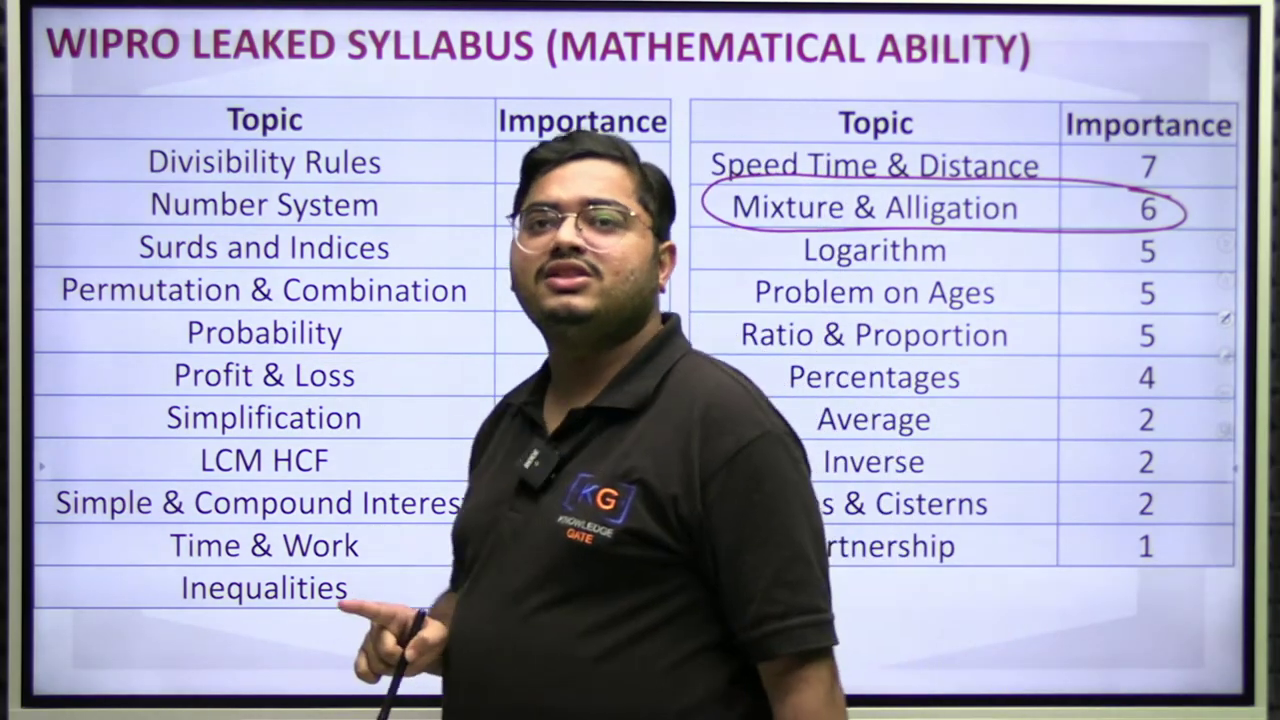 WIPRO LEAKED SYLLABUS (MATHEMATICAL ABILITY)
Topic Importance
Divisibility Rules
Number System
Surds and Indices
Permutation & Combination
Probability
Profit & Loss
Simplification
LCM HCF
Simple & Compound
Time & Work
Inequalities
Topic Importance
Speed Time & Distance 7
Mixture & Alligation 6
Logarithm 5
Problem on Ages 5
Ratio & Proportion 5
Percentages 4
Average 2
Inverse 2
& Cisterns 2
1
KG
KNOWLEDGE
GATE